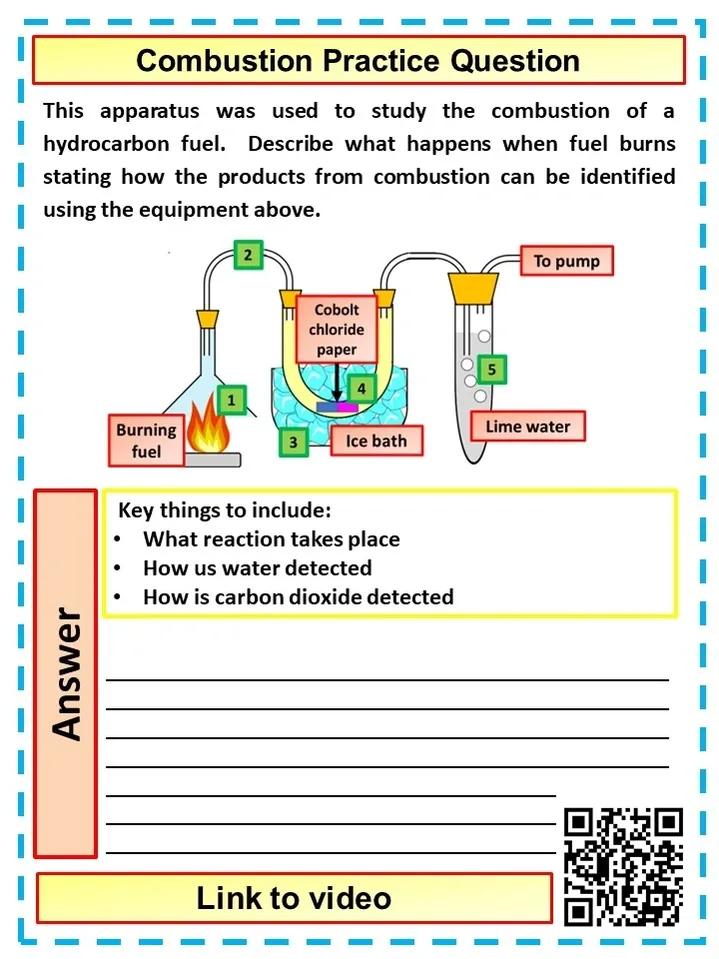 Combustion Practice Question
This apparatus was used to study the combustion of a
hydrocarbon fuel. Describe what happens when fuel burns
stating how the products from combustion can be identified
using the equipment above.
2
To pump
Cobolt
chloride
paper
4
5
1
Burning
fuel
3
Ice bath
Lime water
Key things to include:
• What reaction takes place
• How us water detected
• How is carbon dioxide detected
Answer
Link to video